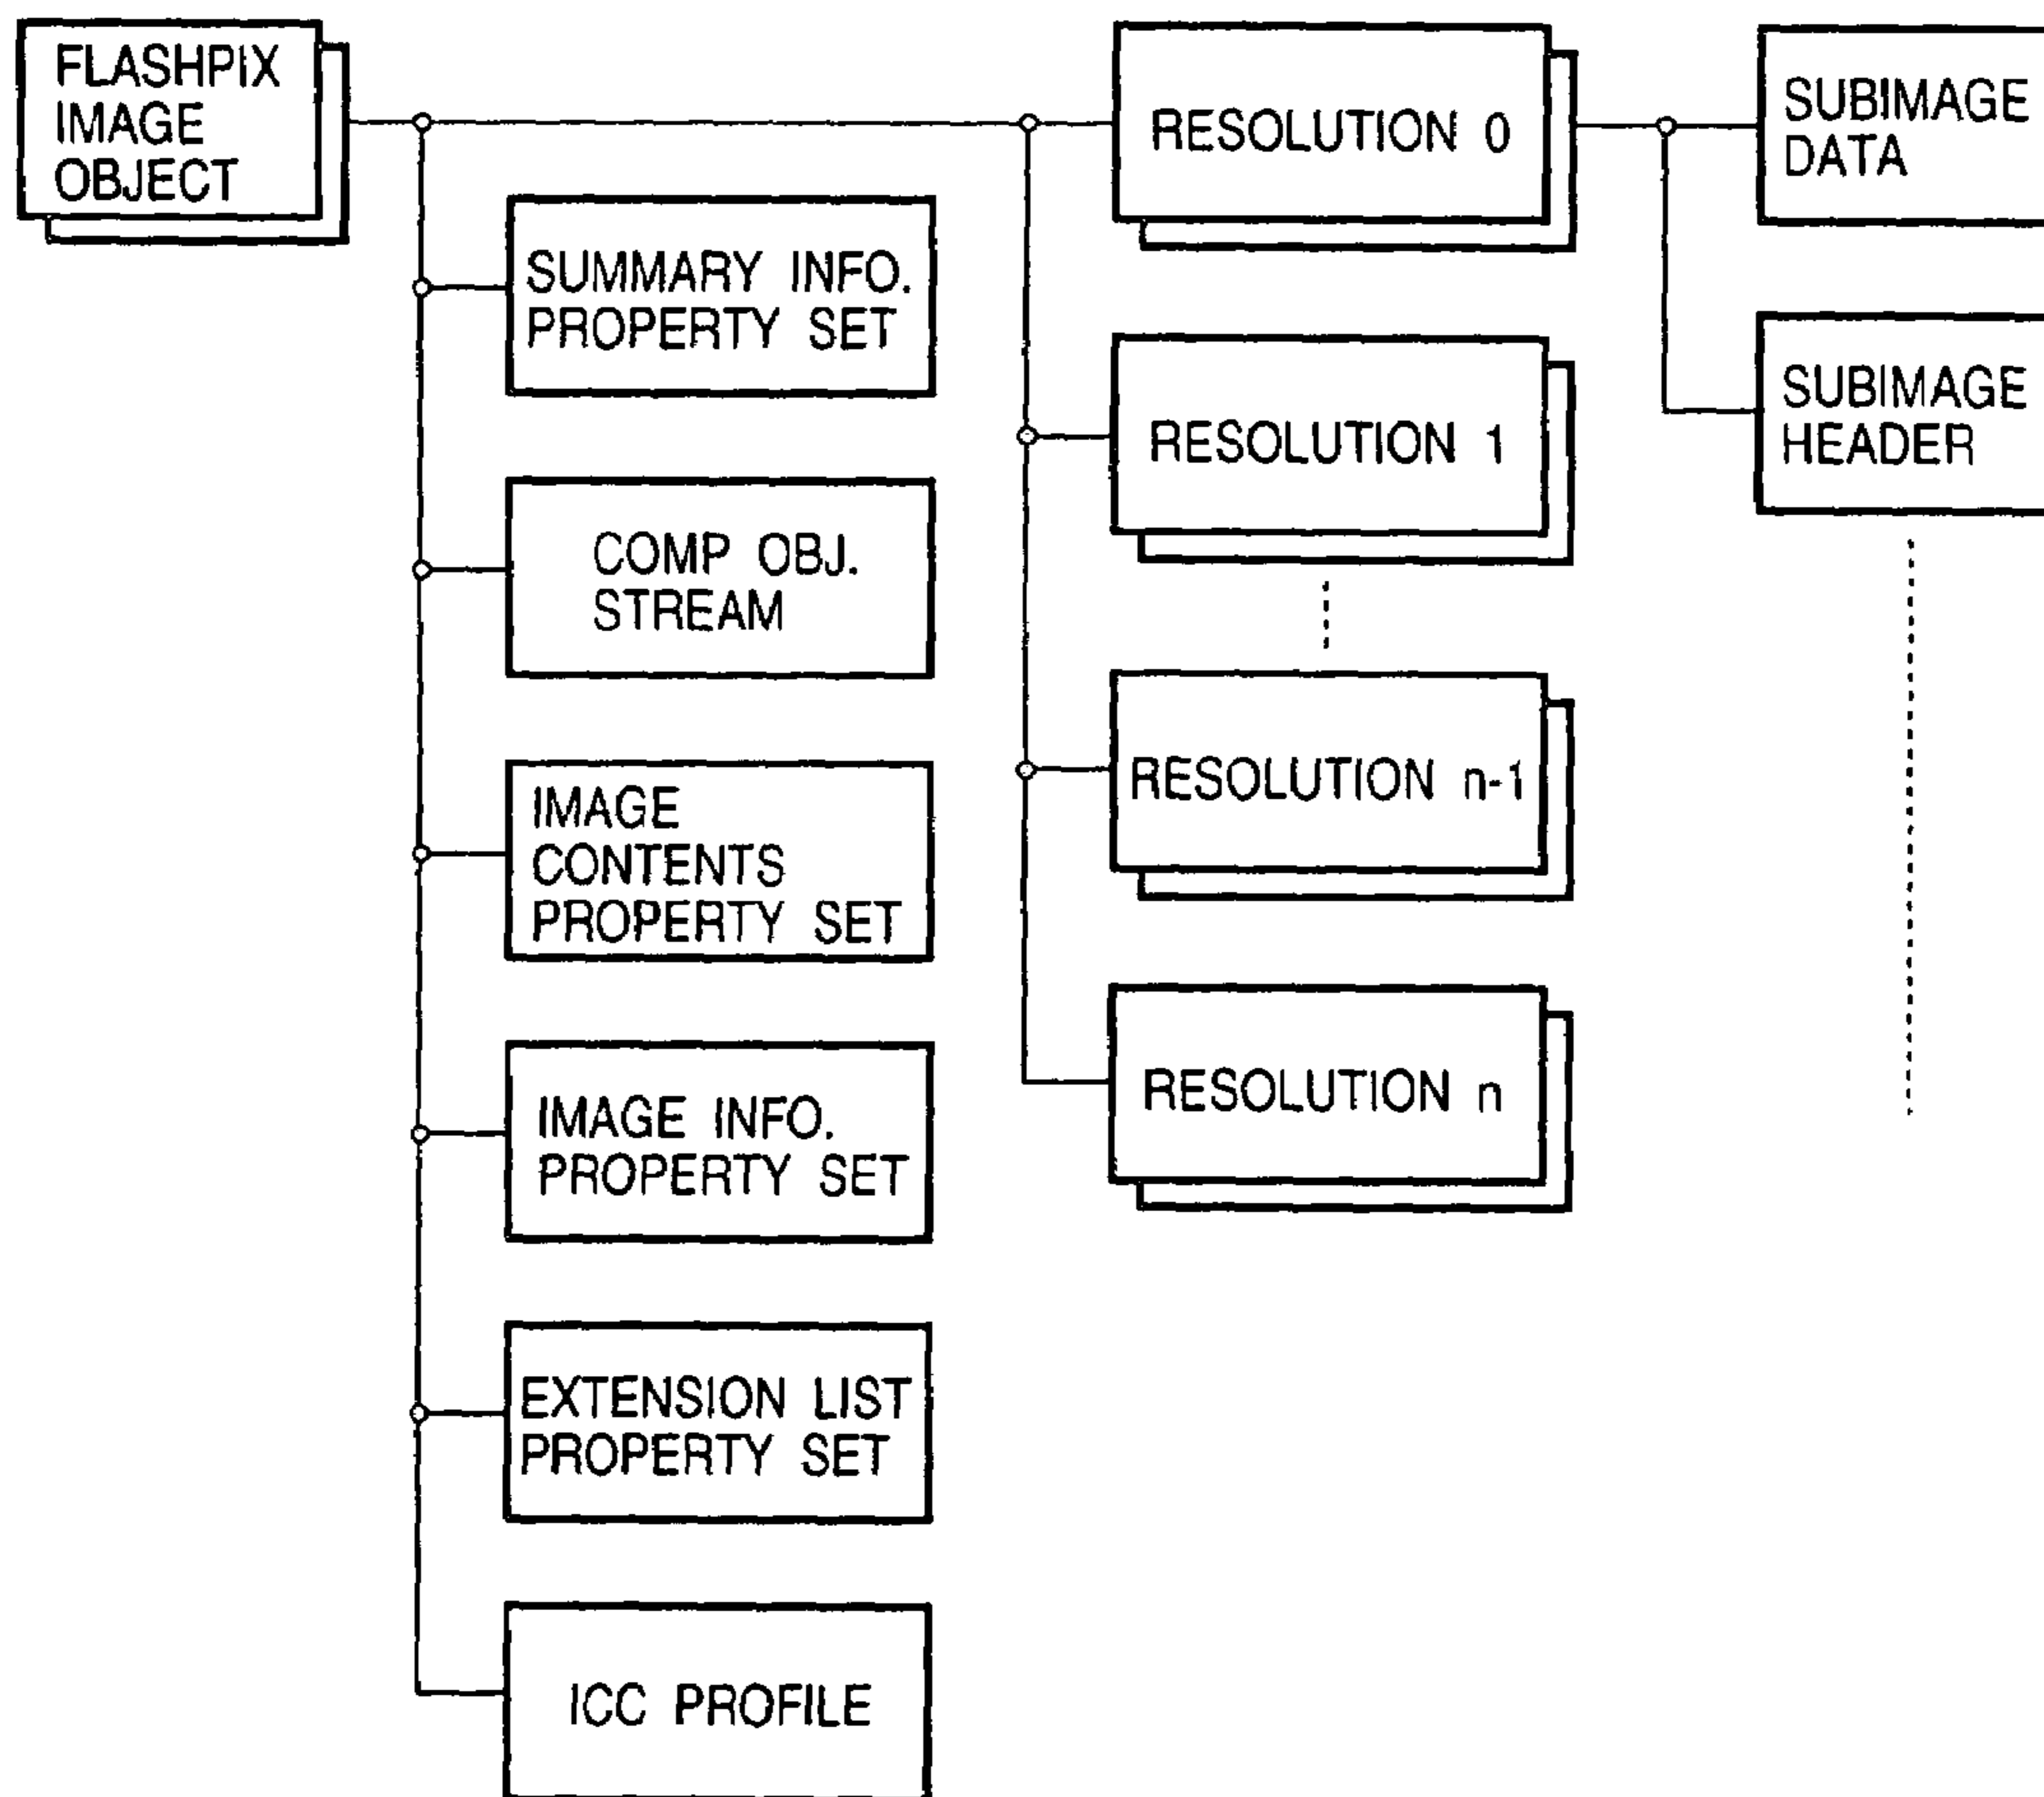 FLASHPIX
IMAGE
OBJECT
SUMMARY INFO.
PROPERTY SET
COMP OBJ.
STREAM
IMAGE
CONTENTS
PROPERTY SET
IMAGE INFO.
PROPERTY SET
EXTENSION LIST
PROPERTY SET
ICC PROFILE
RESOLUTION 0
RESOLUTION 1
RESOLUTION n-1
RESOLUTION n
SUBIMAGE
DATA
SUBIMAGE
HEADER